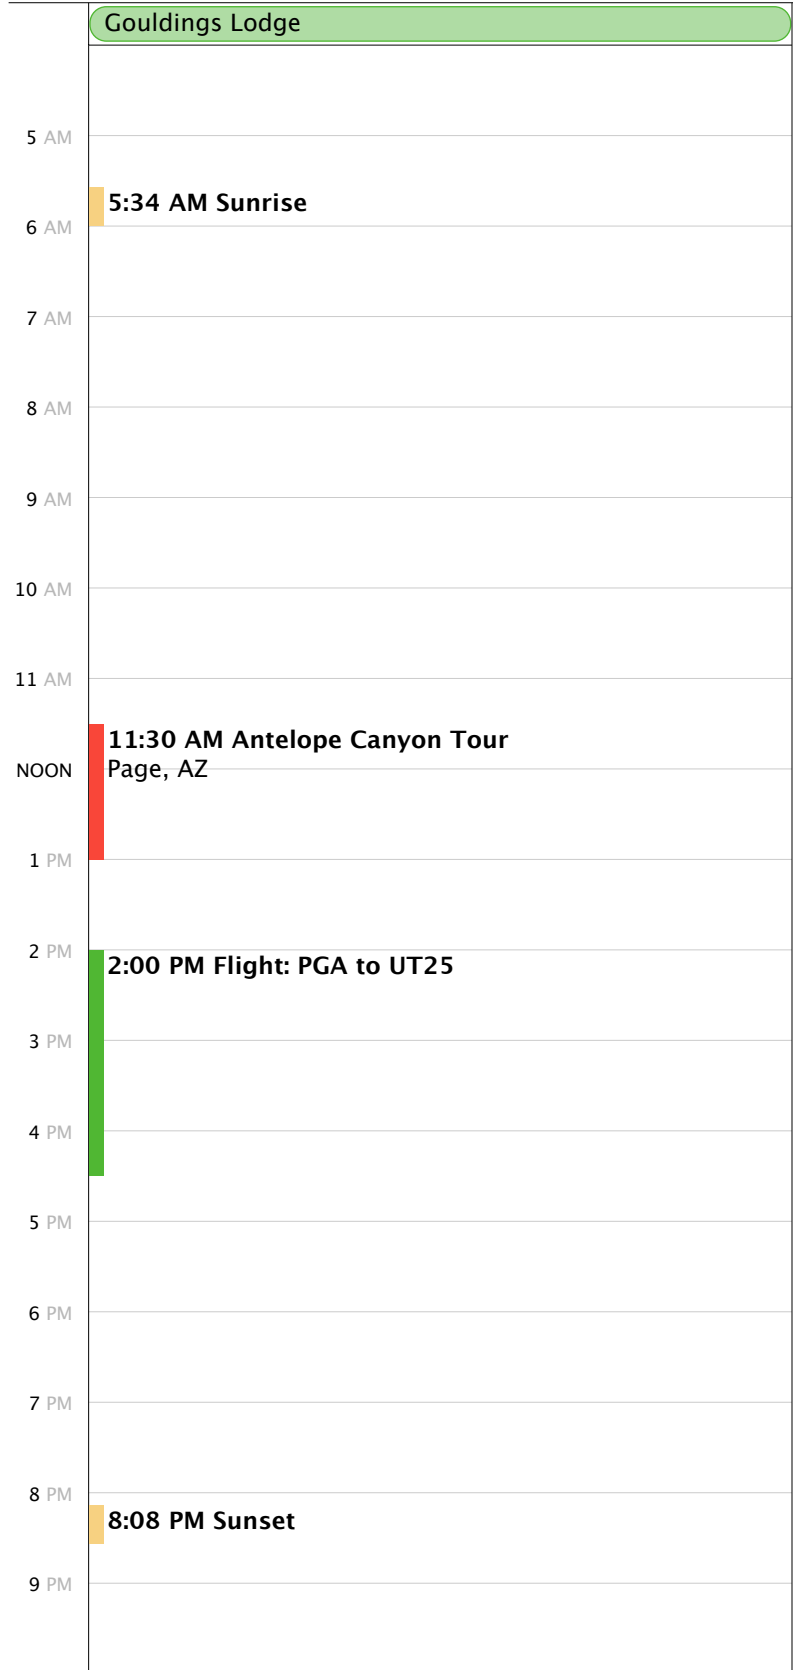 Gouldings Lodge
5 AM
5:34 AM Sunrise
6 AM
7 AM
8 AM
9 AM
10 AM
11 AM
11:30 AM Antelope Canyon Tour
NOON Page, AZ
1 PM
2 PM
2:00 PM Flight: PGA to UT25
3 PM
4 PM
5 PM
6 PM
7 PM
8 PM
8:08 PM Sunset
9 PM